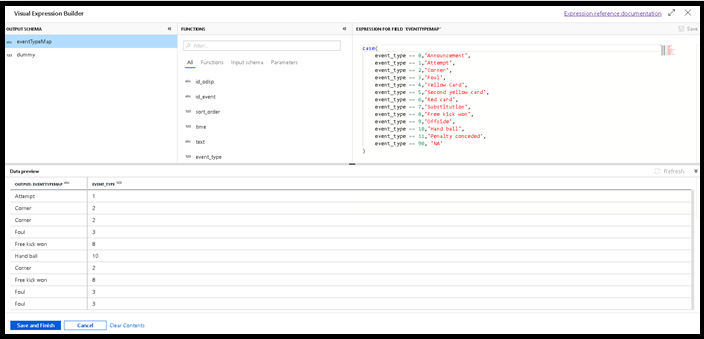 Visual Expression Builder
Expression reference documentation
OUTPUT SCHEMA
FUNCTIONS
EXPRESSION FOR FIELD "EVENTTYPEMAP"
Save
abc eventTypeMap
123 dummy
Filter...
All Functions Input schema Parameters
abc id_odsp
abc id_event
123 sort_order
123 time
abc text
123 event_type
case(
event_type == 0,"Announcement",
event_type == 1,"Attempt",
event_type == 2,"Corner",
event_type == 3,"Foul",
event_type == 4,"Yellow Card",
event_type == 5,"Second yellow card",
event_type == 6,"Red card",
event_type == 7,"Substitution",
event_type == 8,"Free kick won",
event_type == 9,"Offside",
event_type == 10,"Hand ball",
event_type == 11,"Penalty conceded",
event_type == 99, 'NA'
)
Data preview
Refresh
OUTPUT: EVENTTYPEMAP abc EVENT_TYPE 123
Attempt 1
Corner 2
Corner 2
Foul 3
Free kick won 8
Hand ball 10
Corner 2
Free kick won 8
Foul 3
Foul 3
Save and Finish Cancel Clear Contents